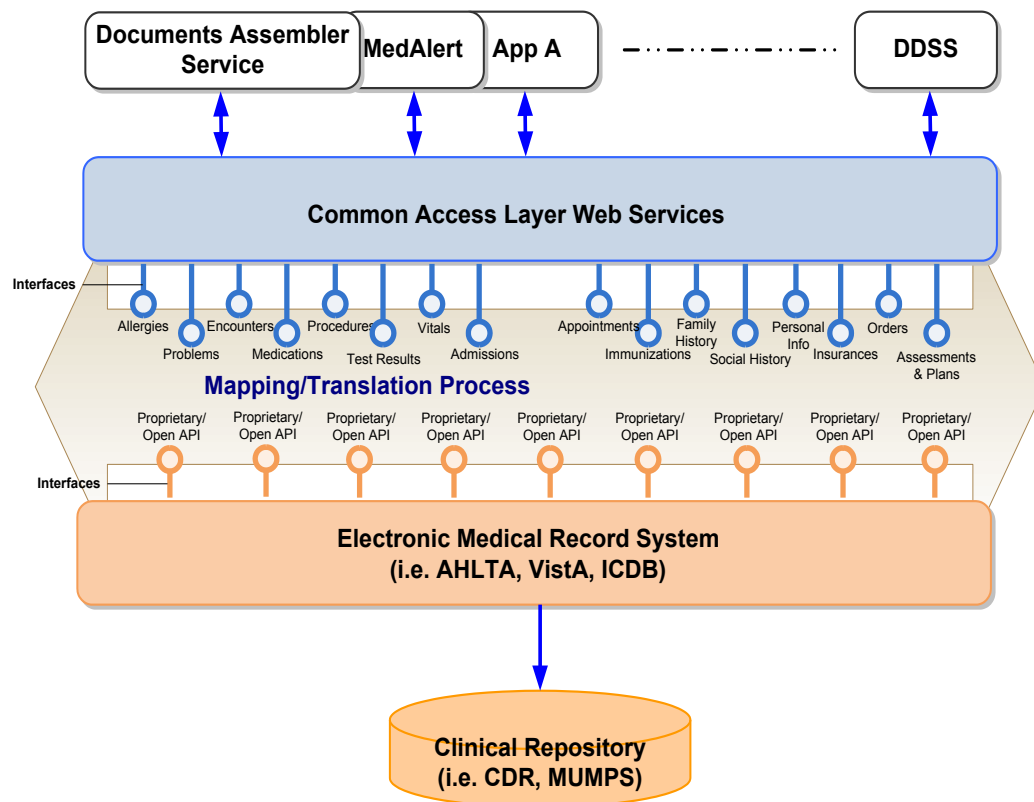 Documents Assembler
Service
MedAlert
App A
DDSS
Common Access Layer Web Services
Interfaces
Allergies
Problems
Encounters
Medications
Procedures
Test Results
Vitals
Admissions
Appointments
Immunizations
Family
History
Social History
Personal
Info
Insurances
Orders
Assessments
& Plans
Mapping/Translation Process
Proprietary/
Open API
Proprietary/
Open API
Proprietary/
Open API
Proprietary/
Open API
Proprietary/
Open API
Proprietary/
Open API
Proprietary/
Open API
Proprietary/
Open API
Proprietary/
Open API
Interfaces
Electronic Medical Record System
(i.e. AHLTA, VistA, ICDB)
Clinical Repository
(i.e. CDR, MUMPS)